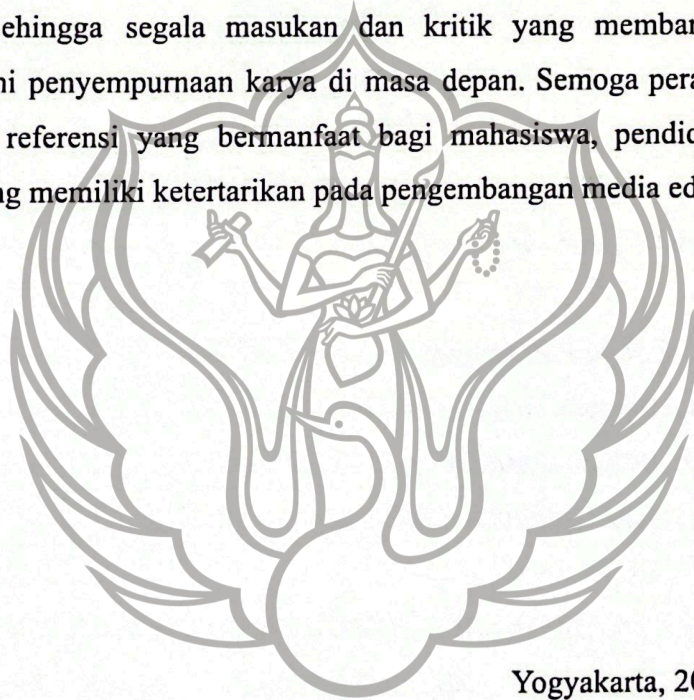 ehingga segala masukan dan kritik yang memban
ni penyempurnaan karya di masa depan. Semoga pera
referensi yang bermanfaat bagi mahasiswa, pendid
ng memiliki ketertarikan pada pengembangan media ed
Yogyakarta, 20